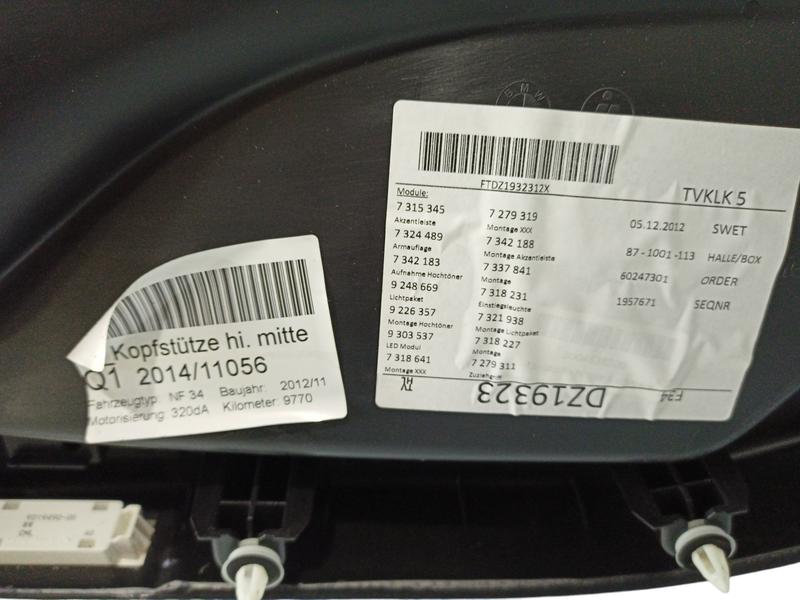 BMW
FTDZ1932312X
Module:
TVKLK 5
7 315 345
Akzentleiste
7 324 489
Armauflage
7 342 183
Aufnahme Hochtöner
9 248 669
Lichtpaket
9 226 357
Montage Hochtöner
9 303 537
LED Modul
7 318 641
Montage XXX
7 279 319
Montage XXX
7 342 188
Montage Akzentleiste
7 337 841
Montage
7 318 231
Einstiegsleuchte
7 321 938
Montage Lichtpaket
7 318 227
Montage
7 279 311
Zuziehgriff
05.12.2012 SWET
87-1001-113 HALLE/BOX
60247301 ORDER
1957671 SEQNR
DZ19323
F34
Kopfstütze hi. mitte
Q1 2014/11056
Fahrzeugtyp: NF 34 Baujahr: 2012/11
Motorisierung: 320dA Kilometer: 9770